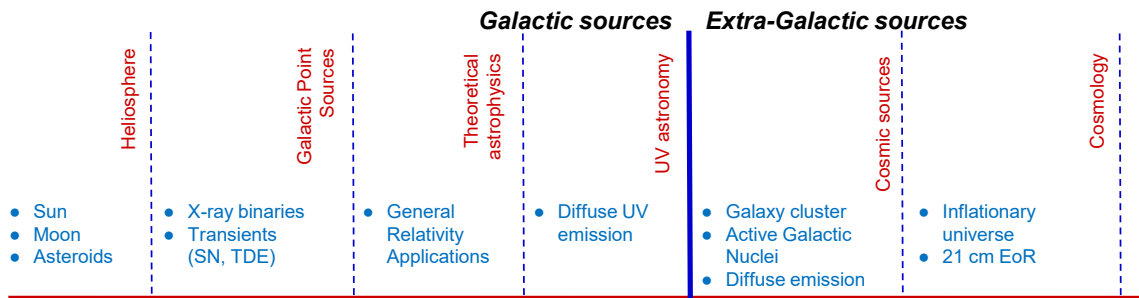 Galactic sources
Extra-Galactic sources
Heliosphere
Galactic Point
Sources
Theoretical
astrophysics
UV astronomy
Cosmic sources
Cosmology
● Sun
● Moon
● Asteroids
● X-ray binaries
● Transients
(SN, TDE)
● General
Relativity
Applications
● Diffuse UV
emission
● Galaxy cluster
● Active Galactic
Nuclei
● Diffuse emission
● Inflationary
universe
● 21 cm EoR